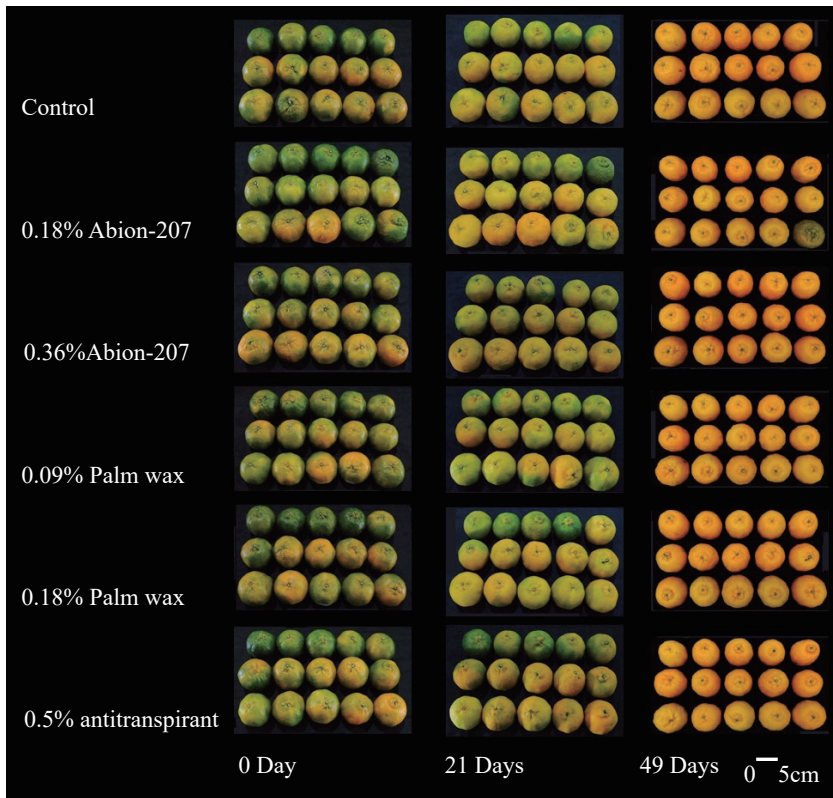 Control
0.18% Abion-207
0.36%Abion-207
0.09% Palm wax
0.18% Palm wax
0.5% antitranspirant
0 Day 21 Days 49 Days 0 5cm